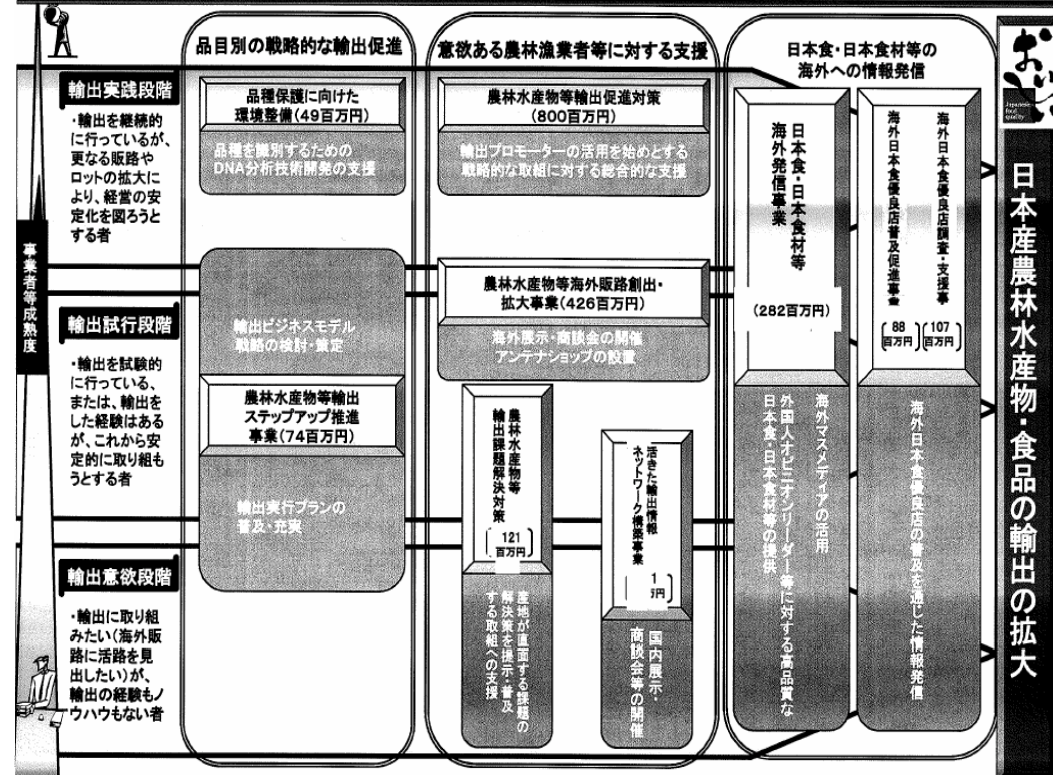 品目別の戦略的な輸出促進
意欲ある農林漁業者等に対する支援
日本食・日本食材等の
海外への情報発信
おいしい
Japanese
food
quality
日本産農林水産物・食品の輸出の拡大
事業者等成熟度
輸出実践段階
・輸出を継続的
に行っているが、
更なる販路や
ロットの拡大に
より、経営の安
定化を図ろうと
する者
輸出試行段階
・輸出を試験的
に行っている、
または、輸出を
した経験はある
が、これから安
定的に取り組も
うとする者
輸出意欲段階
・輸出に取り組
みたい(海外販
路に活路を見
出したい)が、
輸出の経験もノ
ウハウもない者
品種保護に向けた
環境整備(49百万円)
品種を識別するための
DNA分析技術開発の支援
輸出ビジネスモデル
戦略の検討・策定
農林水産物等輸出
ステップアップ推進
事業(74百万円)
輸出実行プランの
普及・充実
農林水産物等輸出促進対策
(800百万円)
輸出プロモーターの活用を始めとする
戦略的な取組に対する総合的な支援
農林水産物等海外販路創出・
拡大事業(426百万円)
海外展示・商談会の開催
アンテナショップの設置
農林水産物等
輸出課題解決対策
121
百万円
産地が直面する課題の
解決策を提示・普及
する取組への支援
活きた輸出情報
ネットワーク構築事業
1
円
国内展示・
商談会等の開催
日本食・日本食材等
海外発信事業
(282百万円)
海外マスメディアの活用
外国人オピニオンリーダー等に対する高品質な
日本食・日本食材等の提供
海外日本食優良店調査・支援事
107
百万円
海外日本食優良店普及促進事業
88
百万円
海外日本食優良店の普及を通じた情報発信